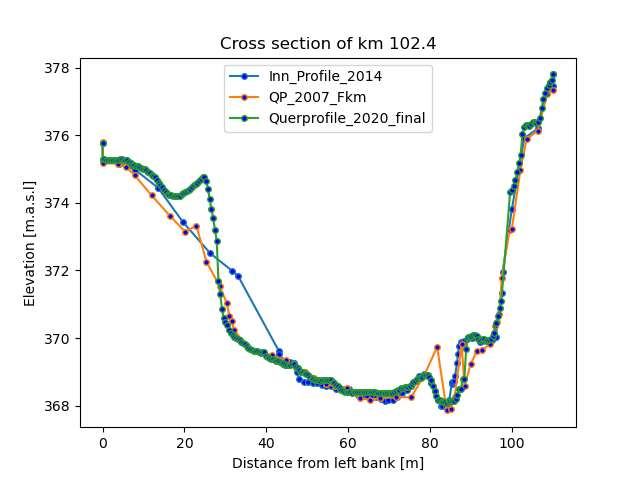 Cross section of km 102.4
Inn_Profile_2014
QP_2007_Fkm
Querprofile_2020_final
Elevation [m.a.s.l]
378
376
374
372
370
368
0 20 40 60 80 100
Distance from left bank [m]